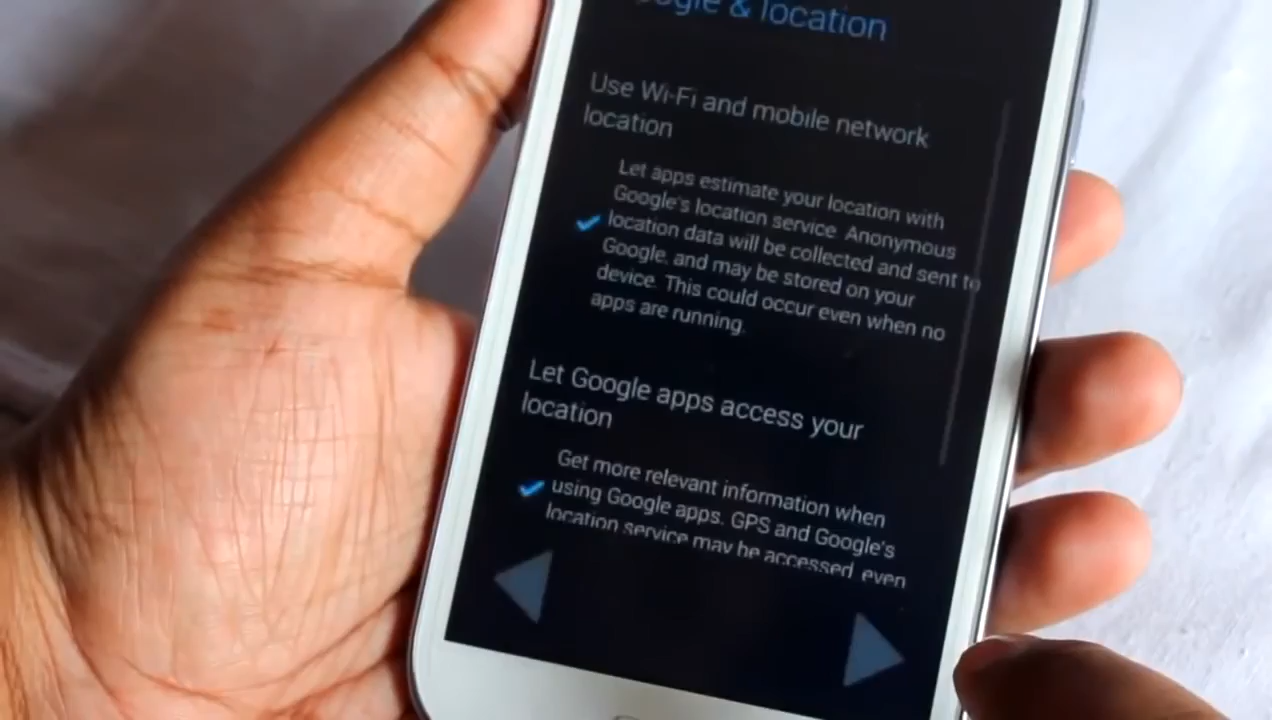 & location
Use Wi-Fi and mobile network
location
Let apps estimate your location with
Google's location service. Anonymous
location data will be collected and sent to
Google, and may be stored on your
device. This could occur even when no
apps are running.
Let Google apps access your
location
Get more relevant information when
using Google apps. GPS and Google's
location service may be accessed, even